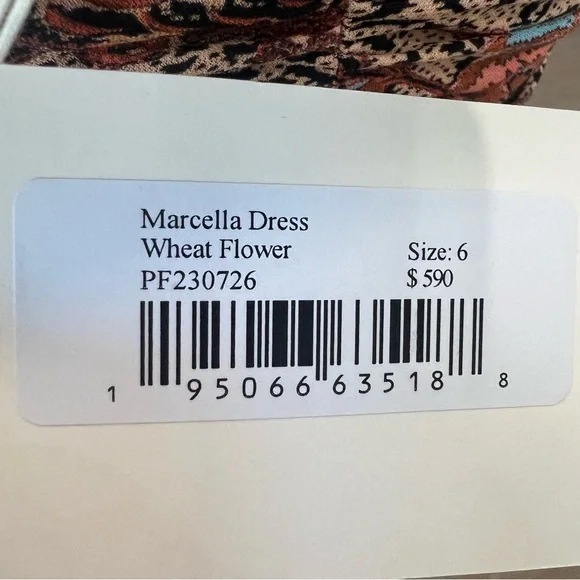 Marcella Dress
Wheat Flower
Size: 6
PF230726
$ 590
1 95066 63518 8